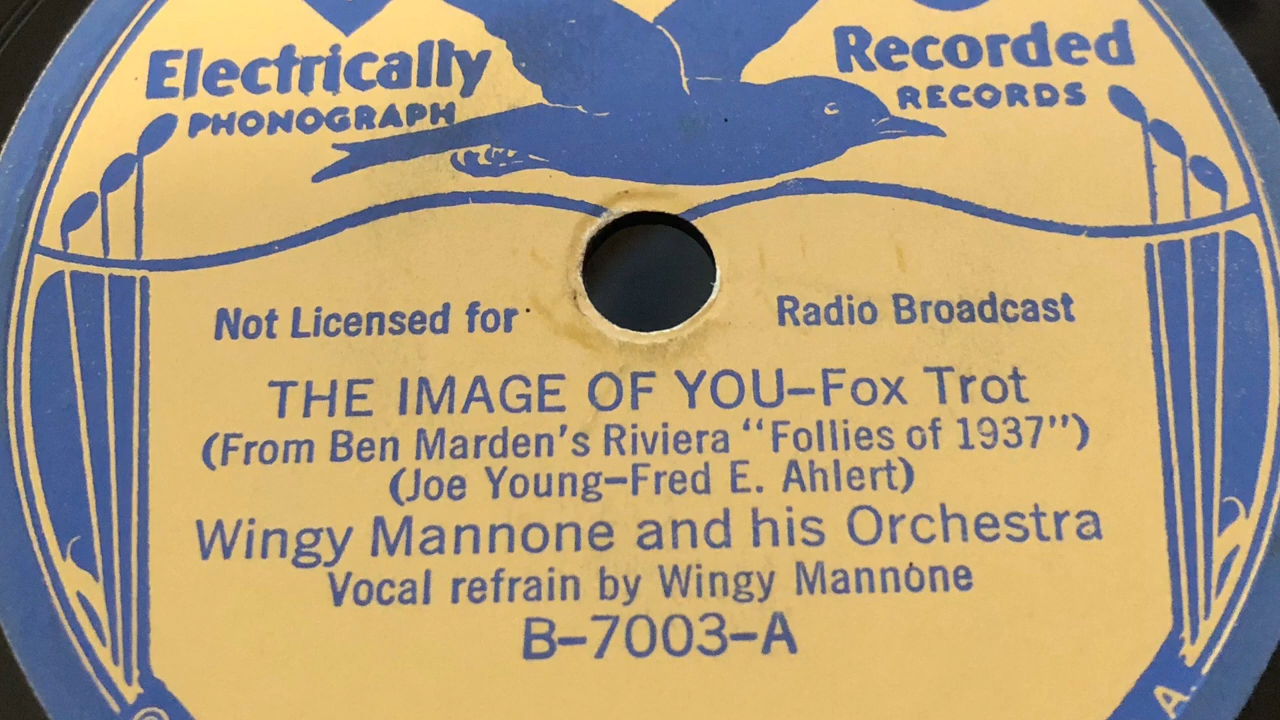 Electrically Recorded
PHONOGRAPH RECORDS
Not Licensed for Radio Broadcast
THE IMAGE OF YOU–Fox Trot
(From Ben Marden's Riviera "Follies of 1937")
(Joe Young–Fred E. Ahlert)
Wingy Mannone and his Orchestra
Vocal refrain by Wingy Mannone
B–7003–A